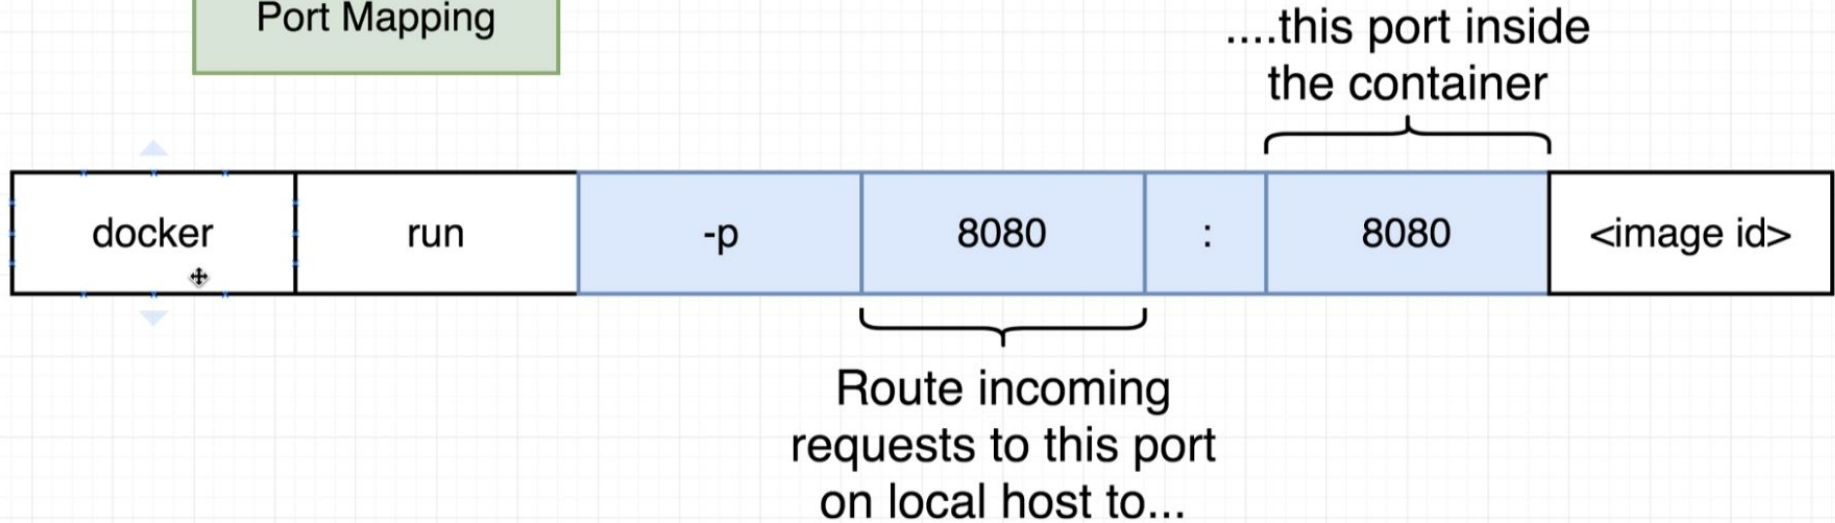 Port Mapping
....this port inside
the container
docker run -p 8080 : 8080 <image id>
Route incoming
requests to this port
on local host to...